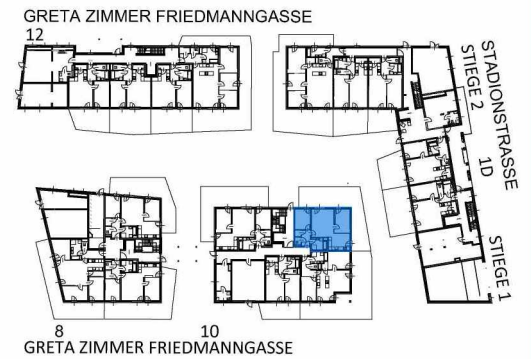 GRETA ZIMMER FRIEDMANNGASSE
12
STADIONSTRASSE
STIEGE 2
1D
STIEGE 1
8
10
GRETA ZIMMER FRIEDMANNGASSE